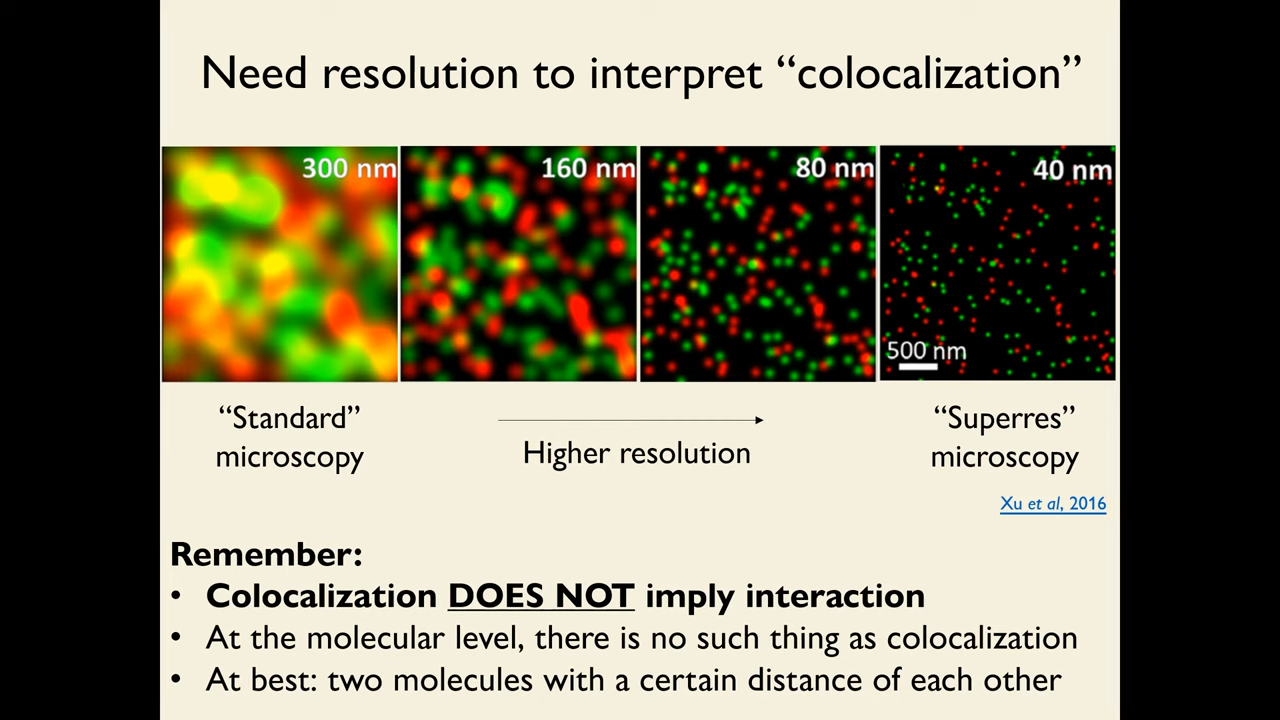 Need resolution to interpret “colocalization”
300 nm
160 nm
80 nm
40 nm
500 nm
“Standard”
microscopy
Higher resolution
“Superres”
microscopy
Xu et al, 2016
Remember:
• Colocalization DOES NOT imply interaction
• At the molecular level, there is no such thing as colocalization
• At best: two molecules with a certain distance of each other